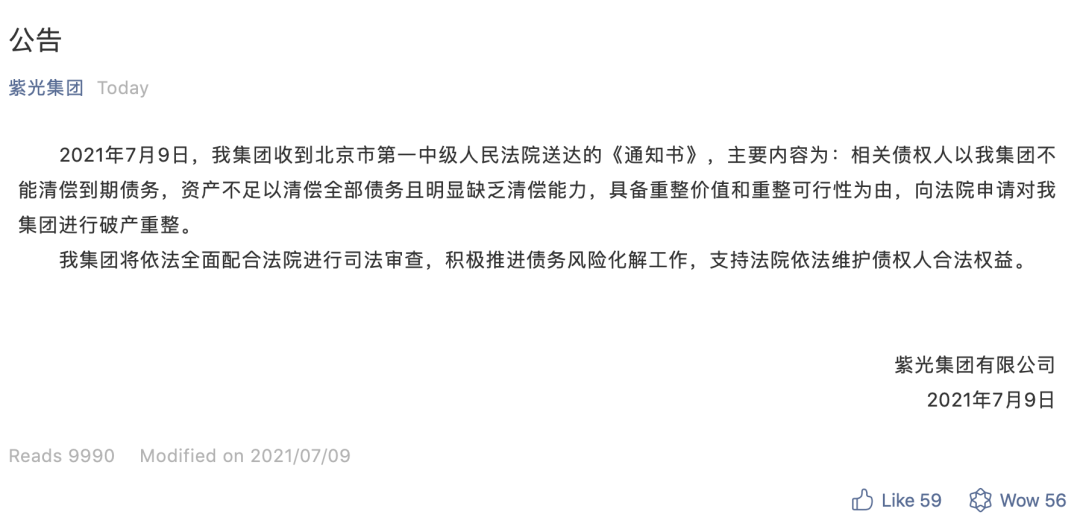 公告
紫光集团 Today
2021年7月9日，我集团收到北京市第一中级人民法院送达的《通知书》，主要内容为：相关债权人以我集团不
能清偿到期债务，资产不足以清偿全部债务且明显缺乏清偿能力，具备重整价值和重整可行性为由，向法院申请对我
集团进行破产重整。
我集团将依法全面配合法院进行司法审查，积极推进债务风险化解工作，支持法院依法维护债权人合法权益。
紫光集团有限公司
2021年7月9日
Reads 9990 Modified on 2021/07/09
Like 59 Wow 56